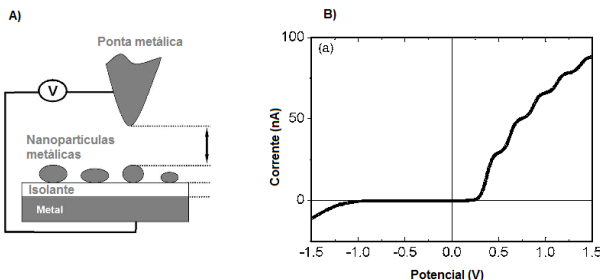 A)
Ponta metálica
V
Nanopartículas
metálicas
Isolante
Metal
B)
(a)
100
50
0
Corrente (nA)
-1.5 -1.0 -0.5 0.0 0.5 1.0 1.5
Potencial (V)